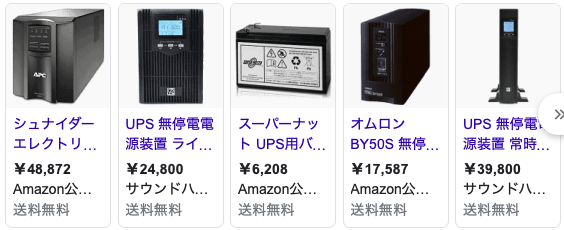 APC
シュナイダー
エレクトリ...
￥48,872
Amazon公...
送料無料
UPS 無停電電
源装置 ライ...
￥24,800
サウンドハ...
送料無料
スーパーナッ
ト UPS用バ...
￥6,208
Amazon公...
送料無料
オムロン
BY50S 無停...
￥17,587
Amazon公...
送料無料
UPS 無停電
源装置 常時...
￥39,800
サウンドハ...
送料無料